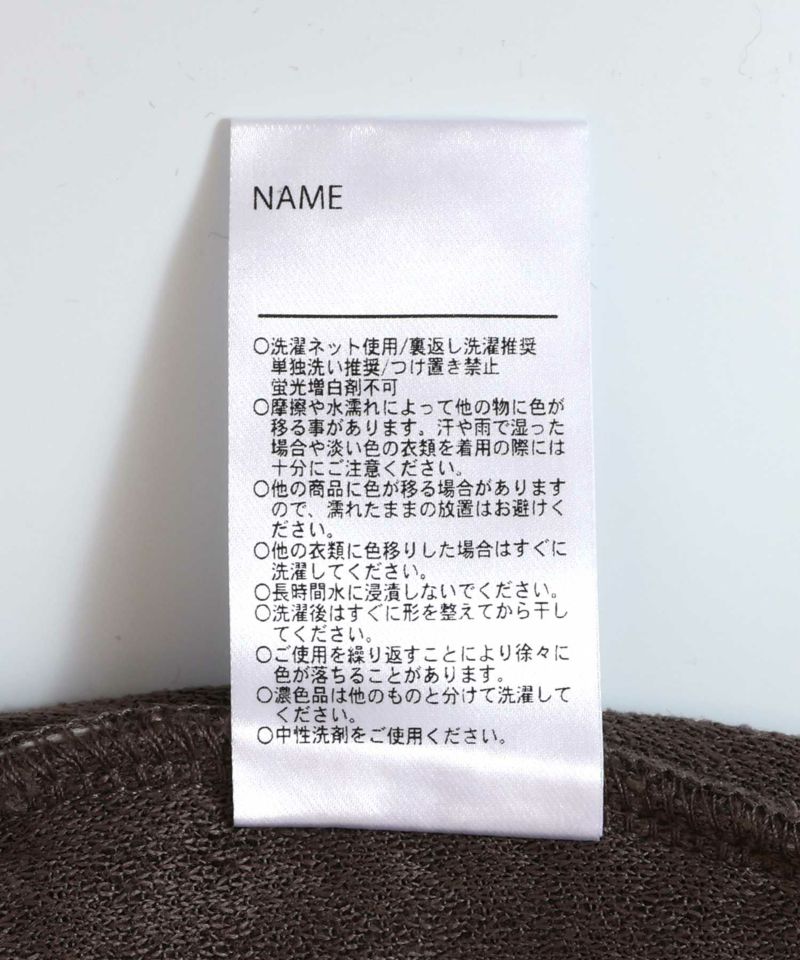 NAME
○洗濯ネット使用/裏返し洗濯推奨
単独洗い推奨/つけ置き禁止
蛍光増白剤不可
○摩擦や水濡れによって他の物に色が
移る事があります。汗や雨で湿った
場合や淡い色の衣類を着用の際には
十分にご注意ください。
○他の商品に色が移る場合があります
ので、濡れたままの放置はお避けく
ださい。
○他の衣類に色移りした場合はすぐに
洗濯してください。
○長時間水に浸漬しないでください。
○洗濯後はすぐに形を整えてから干し
てください。
○ご使用を繰り返すことにより徐々に
色が落ちることがあります。
○濃色品は他のものと分けて洗濯して
ください。
○中性洗剤をご使用ください。